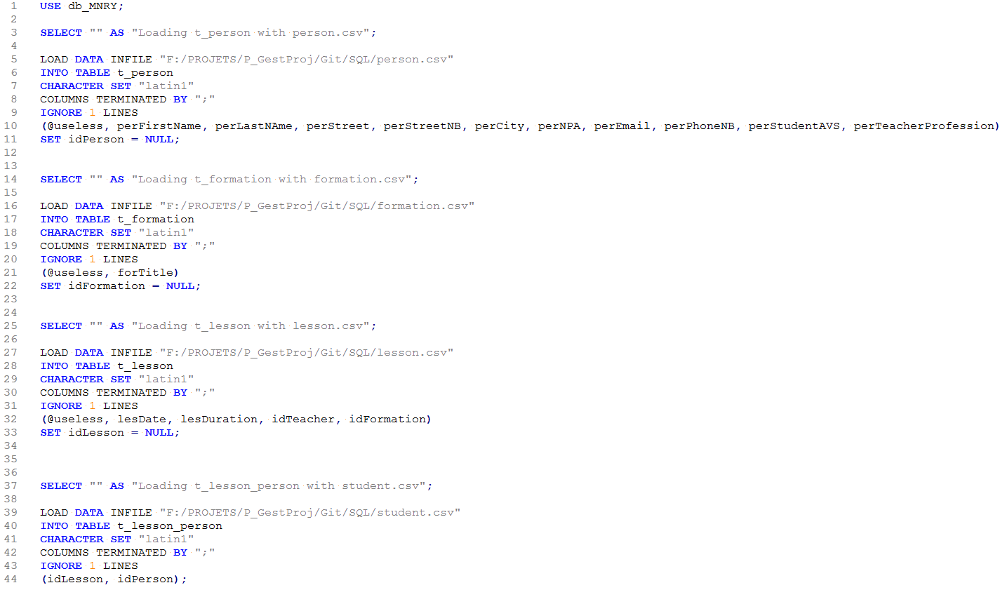 1 USE db_MNRY;
2
3 SELECT "" AS "Loading t_person with person.csv";
4
5 LOAD DATA INFILE "F:/PROJETS/P_GestProj/Git/SQL/person.csv"
6 INTO TABLE t_person
7 CHARACTER SET "latin1"
8 COLUMNS TERMINATED BY ";"
9 IGNORE 1 LINES
10 (@useless, perFirstName, perLastNAme, perStreet, perStreetNB, perCity, perNPA, perEmail, perPhoneNB, perStudentAVS, perTeacherProfession)
11 SET idPerson = NULL;
12
13
14 SELECT "" AS "Loading t_formation with formation.csv";
15
16 LOAD DATA INFILE "F:/PROJETS/P_GestProj/Git/SQL/formation.csv"
17 INTO TABLE t_formation
18 CHARACTER SET "latin1"
19 COLUMNS TERMINATED BY ";"
20 IGNORE 1 LINES
21 (@useless, forTitle)
22 SET idFormation = NULL;
23
24
25 SELECT "" AS "Loading t_lesson with lesson.csv";
26
27 LOAD DATA INFILE "F:/PROJETS/P_GestProj/Git/SQL/lesson.csv"
28 INTO TABLE t_lesson
29 CHARACTER SET "latin1"
30 COLUMNS TERMINATED BY ";"
31 IGNORE 1 LINES
32 (@useless, lesDate, lesDuration, idTeacher, idFormation)
33 SET idLesson = NULL;
34
35
36
37 SELECT "" AS "Loading t_lesson_person with student.csv";
38
39 LOAD DATA INFILE "F:/PROJETS/P_GestProj/Git/SQL/student.csv"
40 INTO TABLE t_lesson_person
41 CHARACTER SET "latin1"
42 COLUMNS TERMINATED BY ";"
43 IGNORE 1 LINES
44 (idLesson, idPerson);